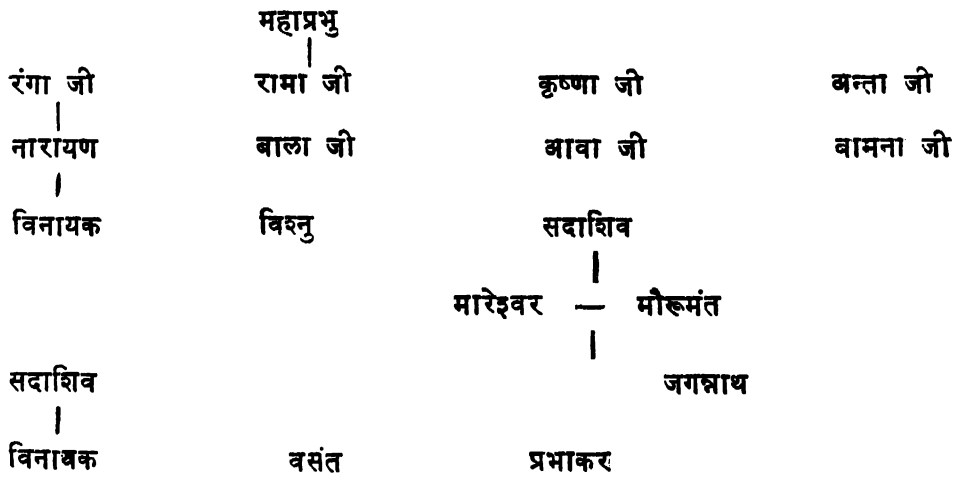 महाप्रभु
रंगा जी रामा जी कृष्णा जी अन्ता जी
नारायण बाला जी आवा जी वामना जी
विनायक विश्नु सदाशिव
मारेश्वर — मौरूमंत
सदाशिव जगन्नाथ
विनायक वसंत प्रभाकर